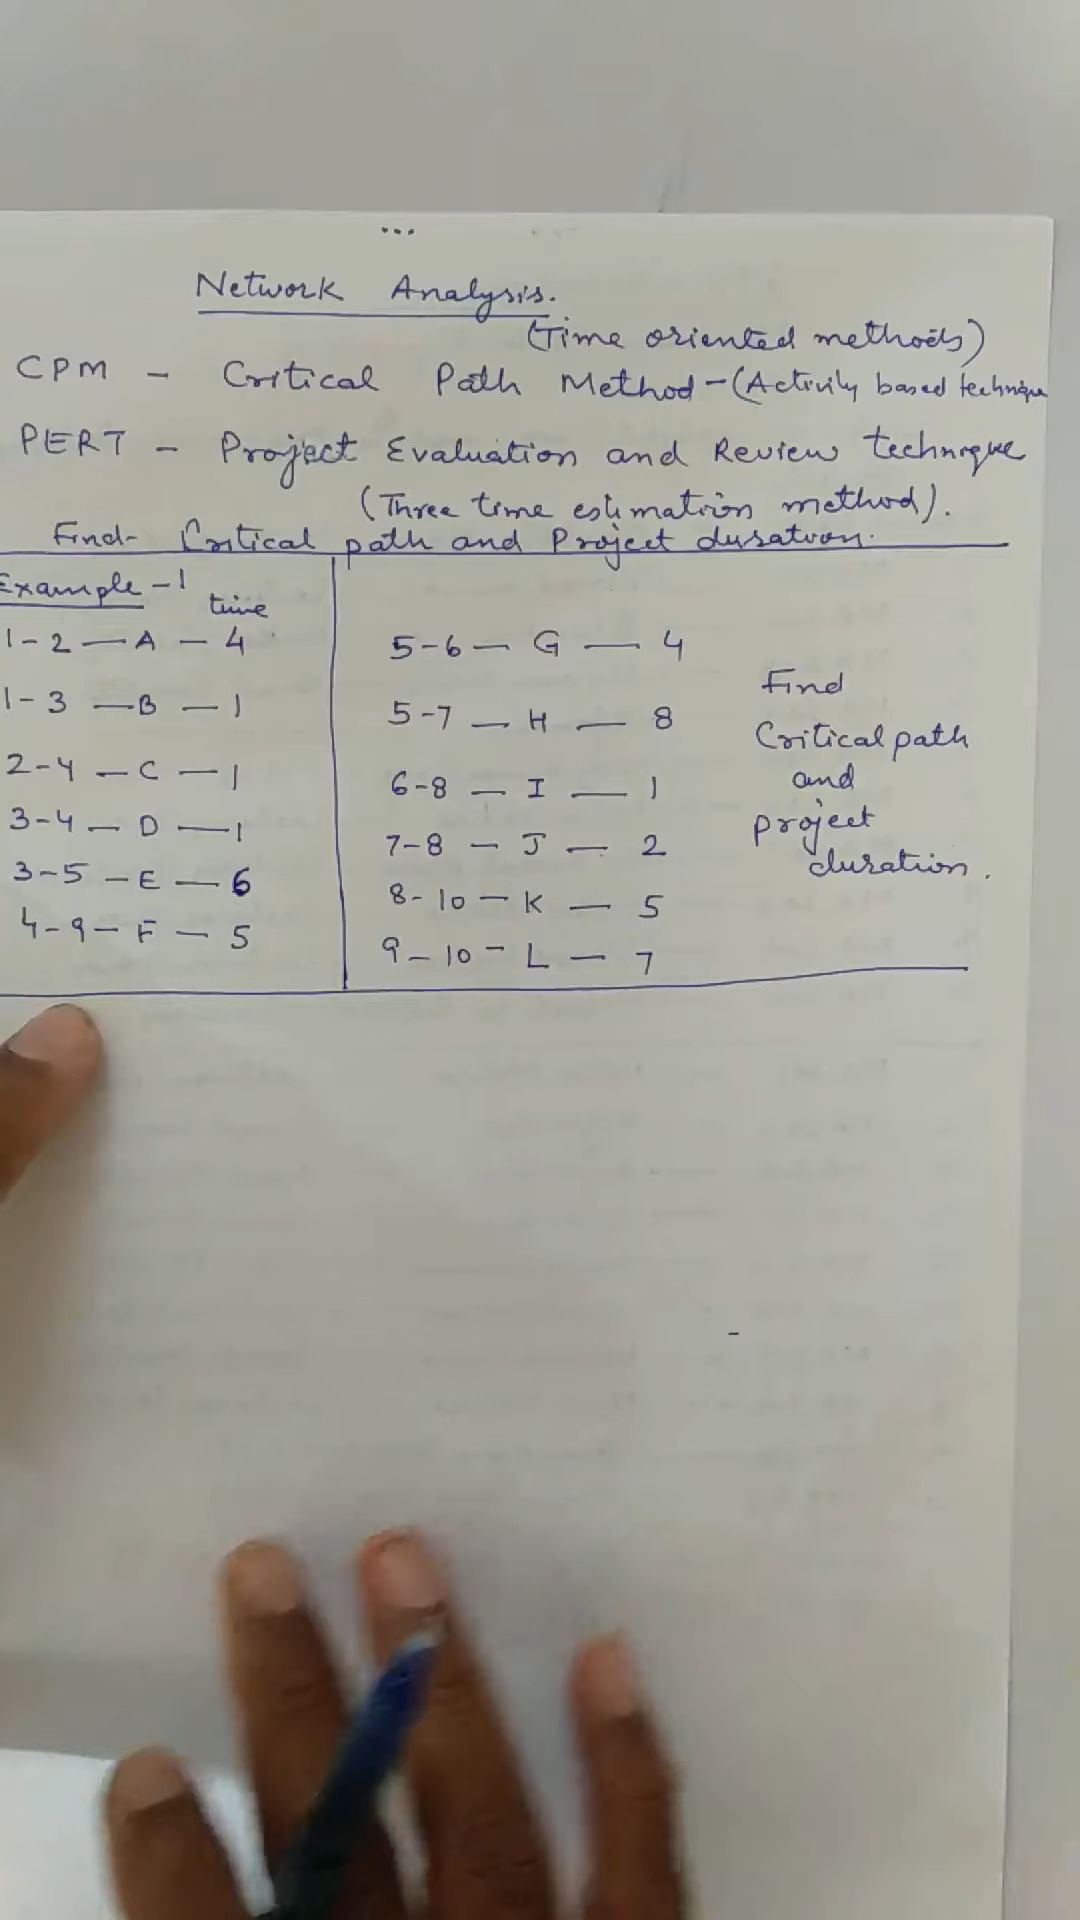 Network Analysis.
(Time oriented methods)
CPM - Critical Path Method - (Activity based technique
PERT - Project Evaluation and Review technique
(Three time estimation method).
Find- Critical path and Project duration.
Example-1
time
1-2 — A — 4
1-3 — B — 1
2-4 — C — 1
3-4 — D — 1
3-5 — E — 6
4-9 — F — 5
5-6 — G — 4
5-7 — H — 8
6-8 — I — 1
7-8 — J — 2
8-10 — K — 5
9-10 — L — 7
Find
Critical path
and
project
duration.